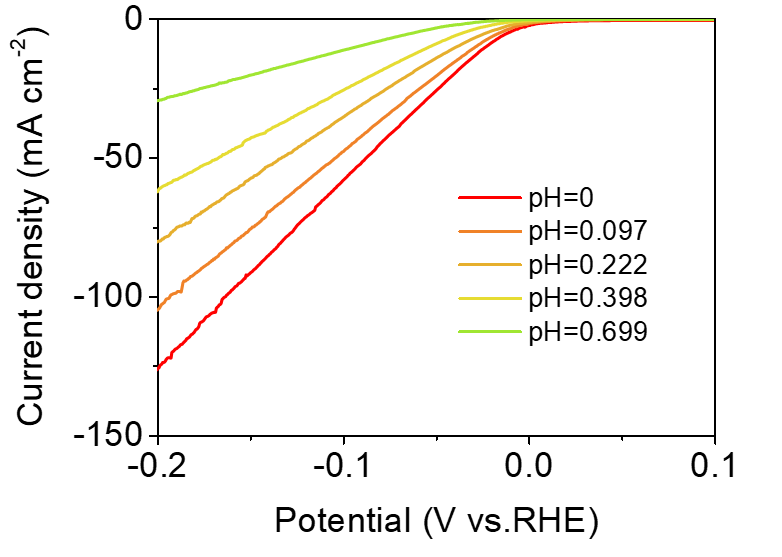 0
-50
-100
-150
-0.2
-0.1
0.0
0.1
Current density (mA cm-2)
Potential (V vs.RHE)
pH=0
pH=0.097
pH=0.222
pH=0.398
pH=0.699